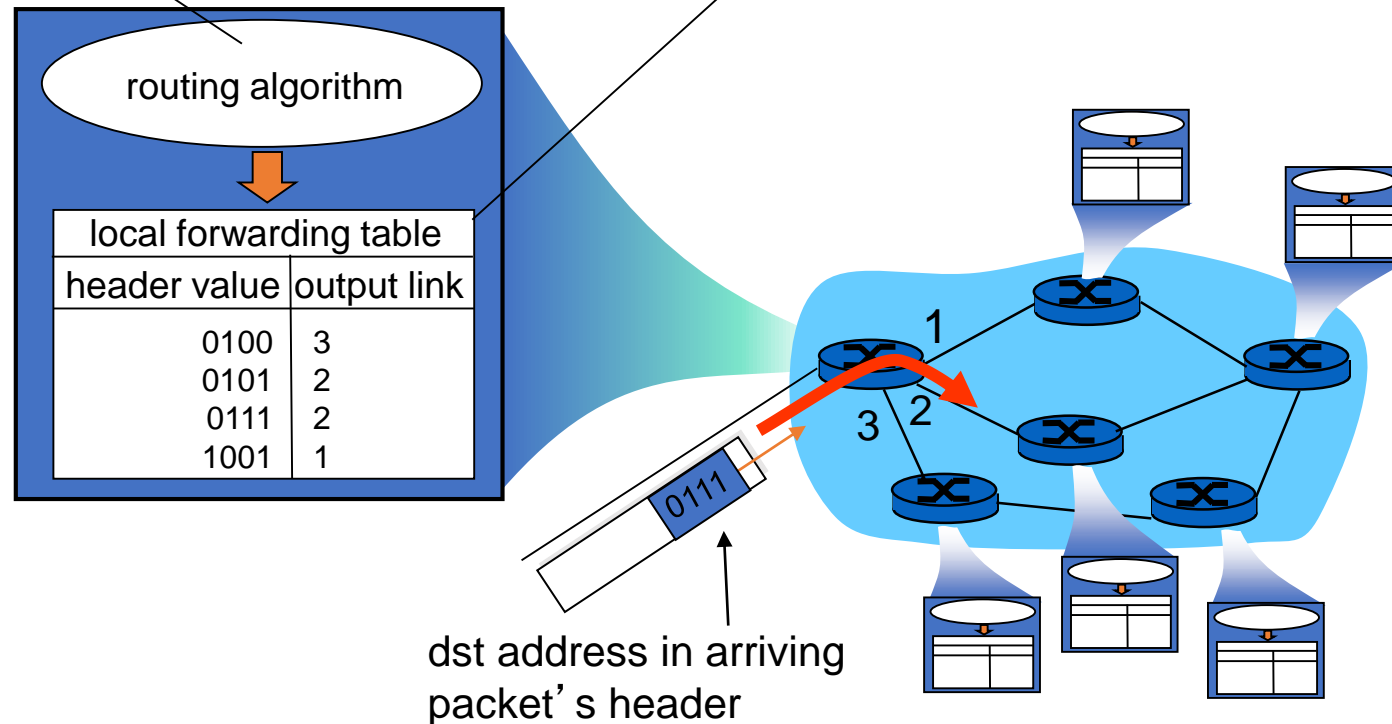 routing algorithm
local forwarding table
header value output link
0100 3
0101 2
0111 2
1001 1
1
2
3
0111
dst address in arriving
packet’ s header